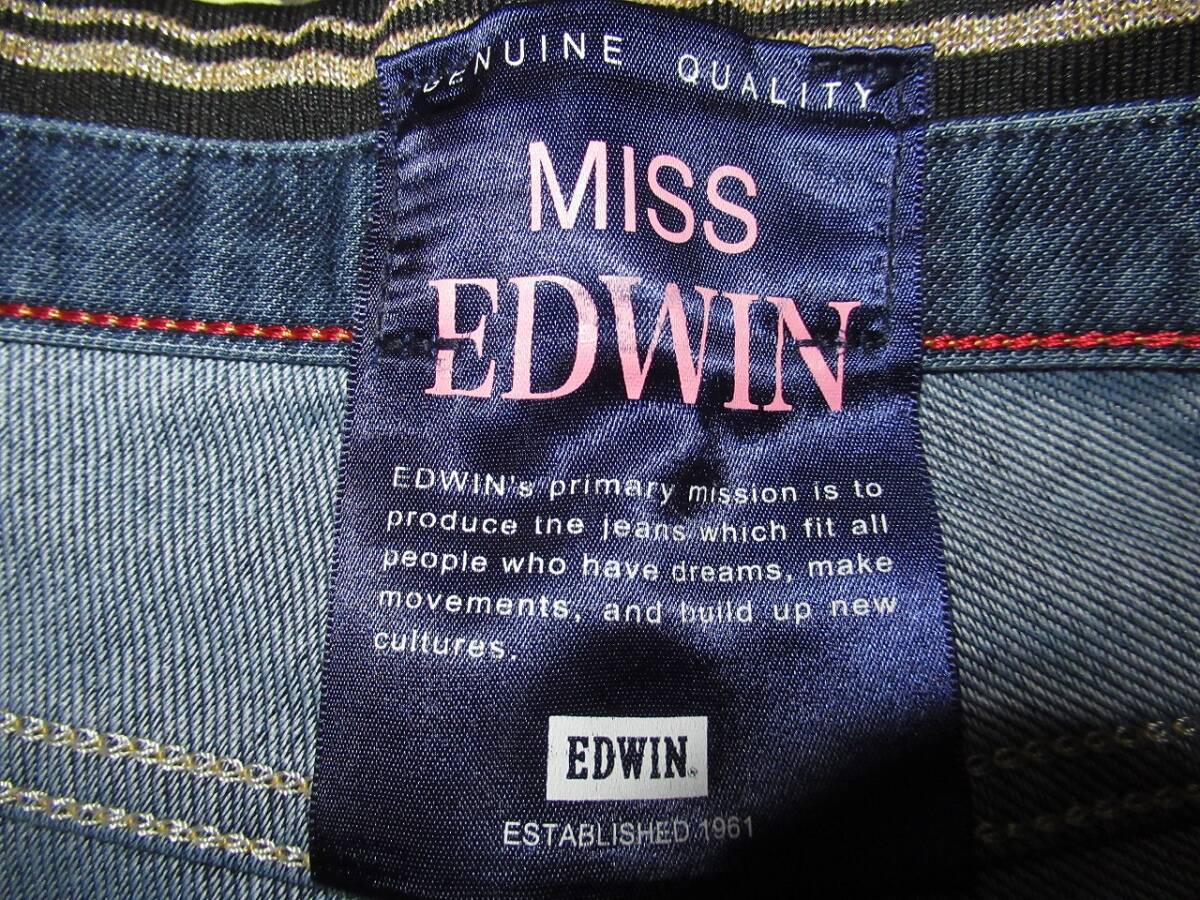 GENUINE QUALITY
MISS
EDWIN
EDWIN's primary mission is to
produce the jeans which fit all
people who have dreams, make
movements, and build up new
cultures.
EDWIN®
ESTABLISHED 1961